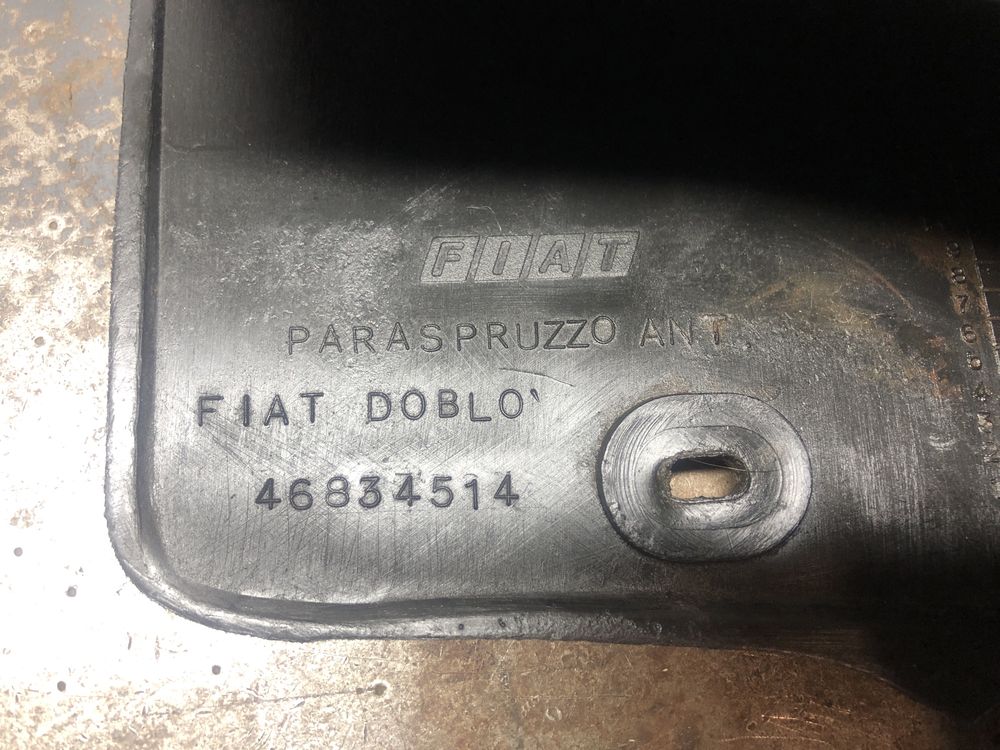 FIAT
PARASPRUZZO ANT.
FIAT DOBLO'
46834514